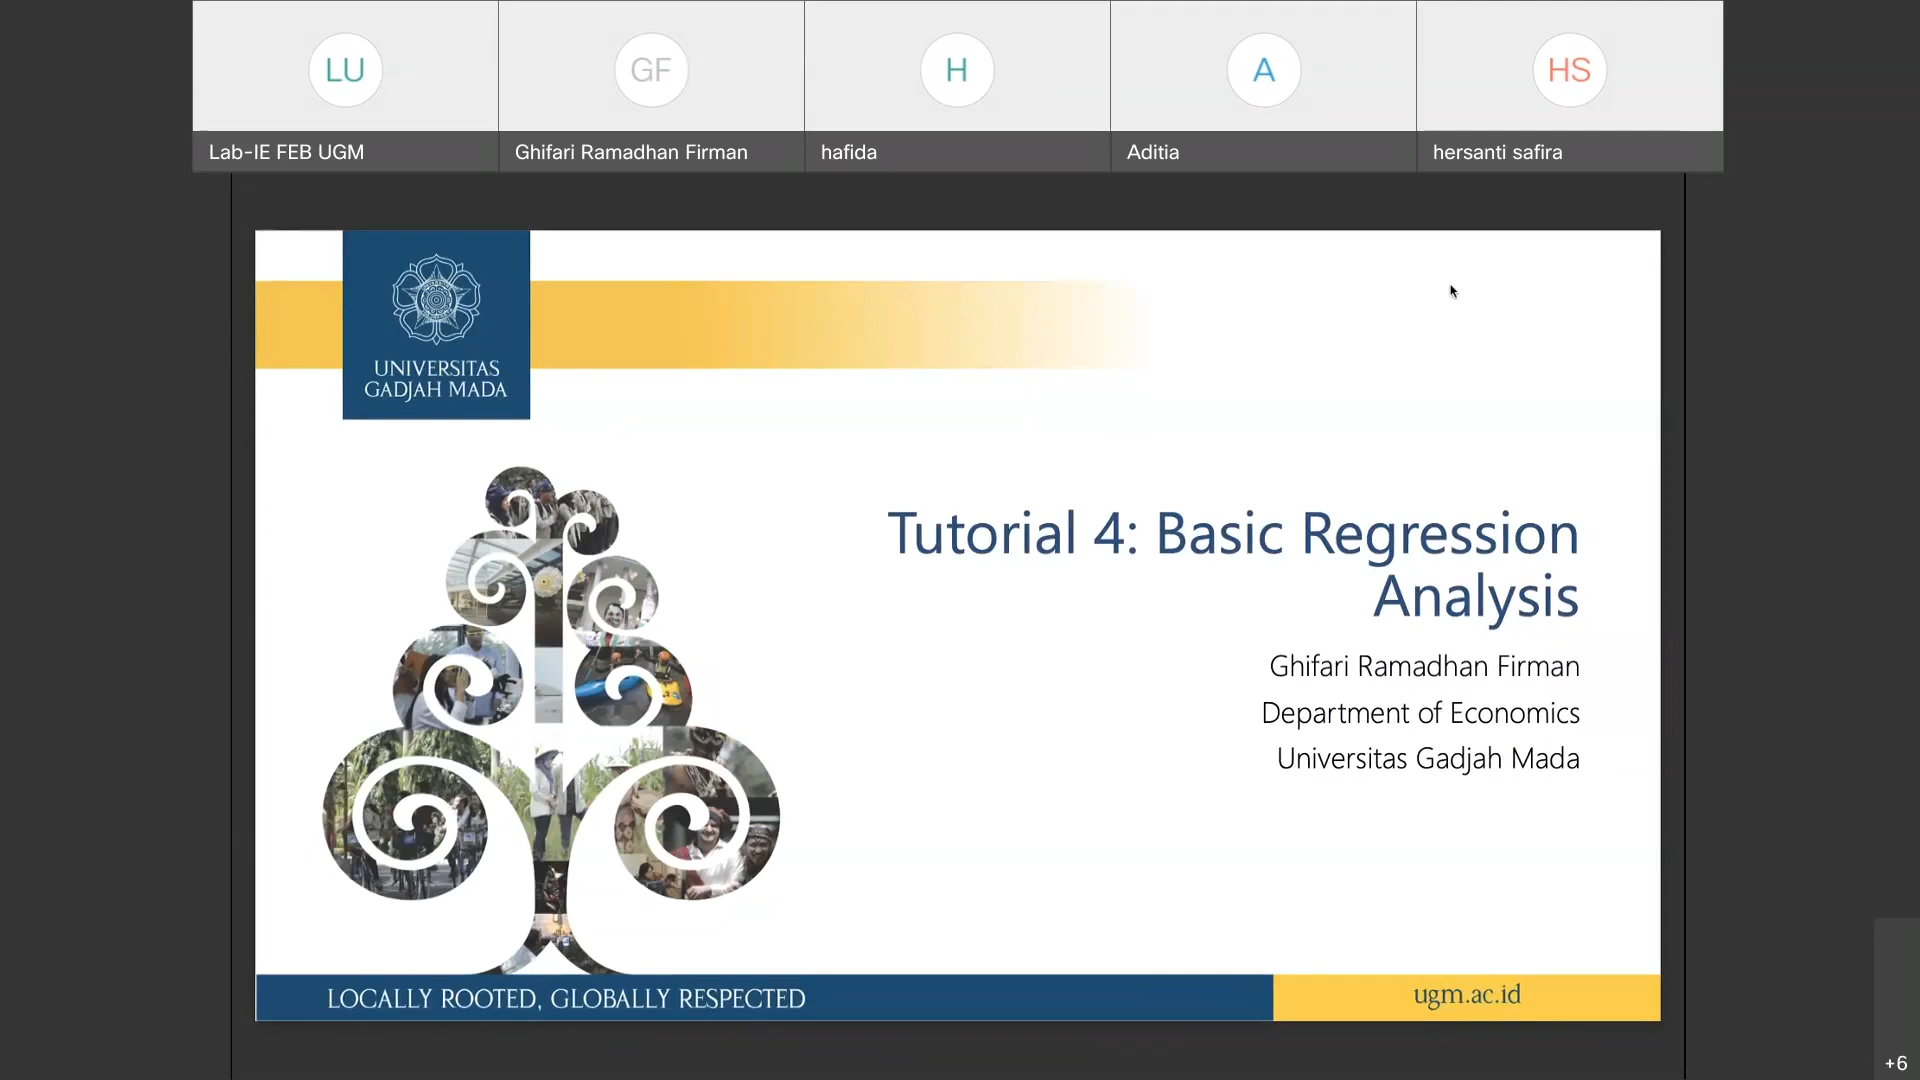 LU
GF
H
A
HS
Lab-IE FEB UGM
Ghifari Ramadhan Firman
hafida
Aditia
hersanti safira
UNIVERSITAS
GADJAH MADA
Tutorial 4: Basic Regression
Analysis
Ghifari Ramadhan Firman
Department of Economics
Universitas Gadjah Mada
LOCALLY ROOTED, GLOBALLY RESPECTED
ugm.ac.id
+6